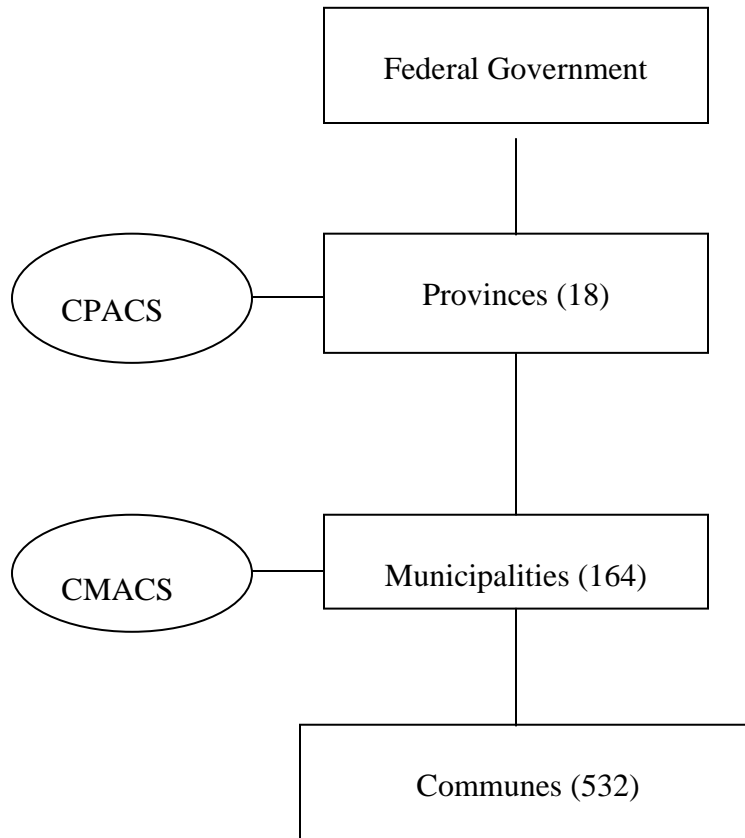 Federal Government
Provinces (18)
CPACS
Municipalities (164)
CMACS
Communes (532)